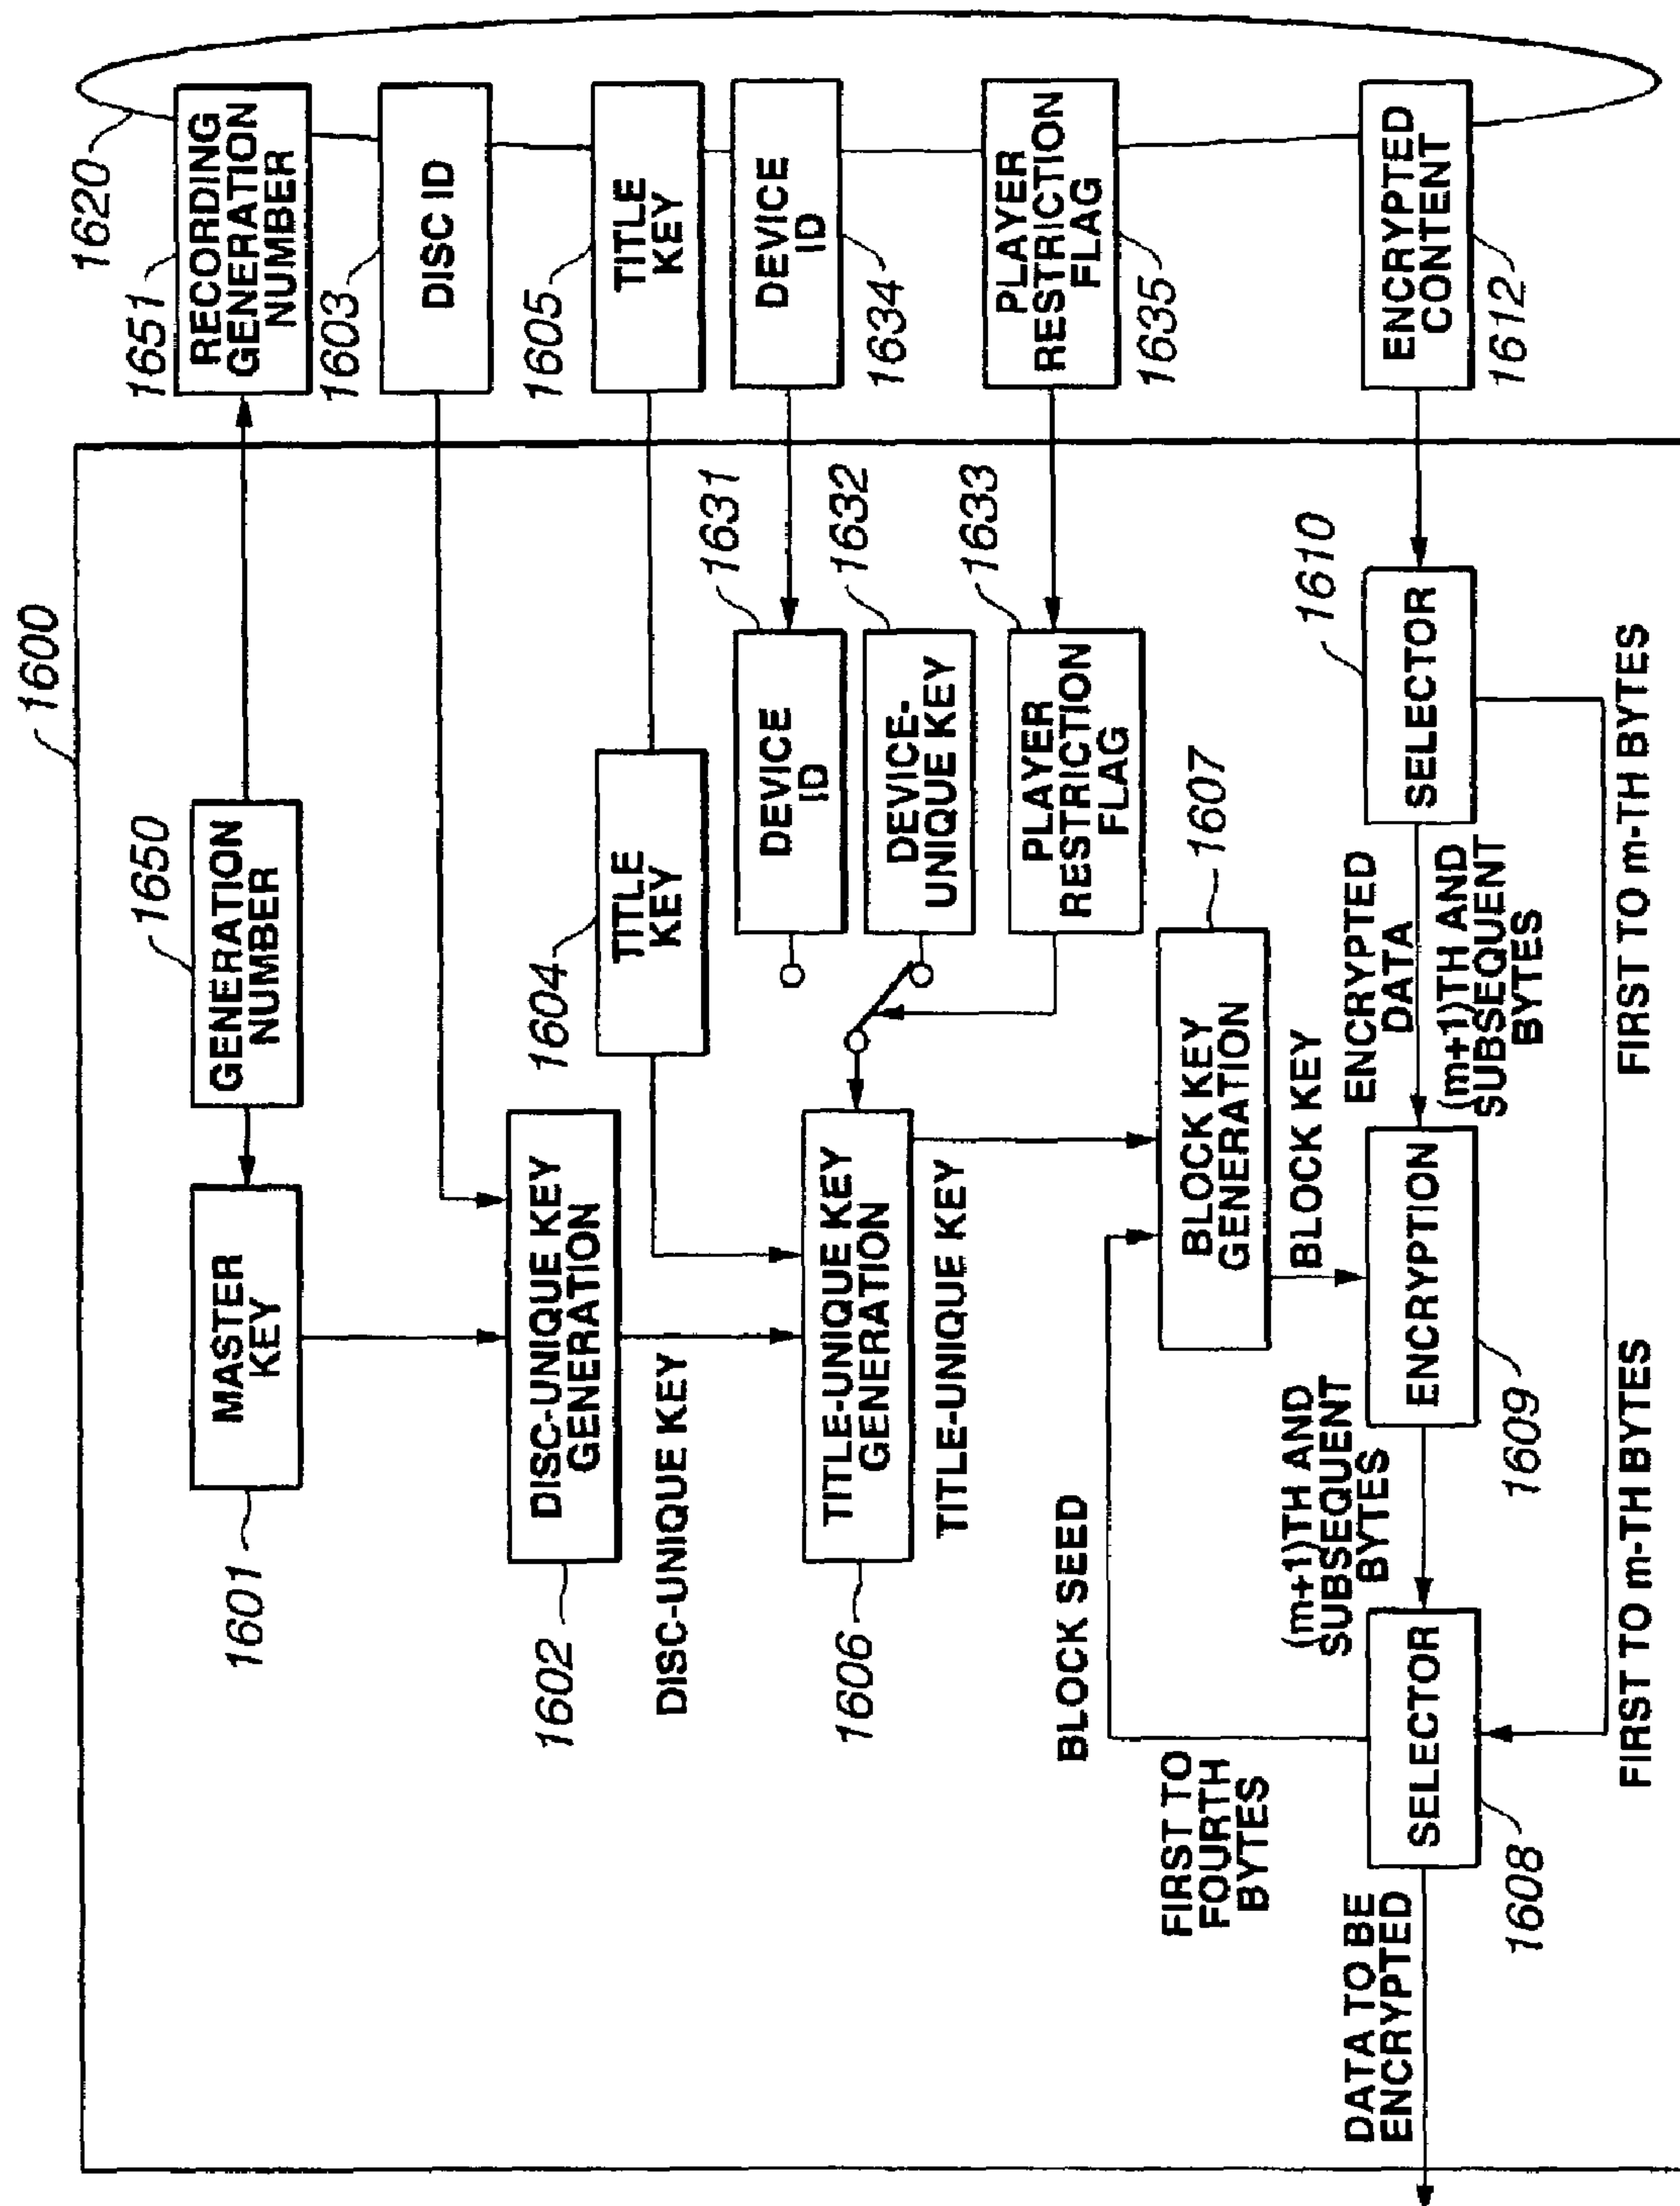 1600
1620
1651
RECORDING
GENERATION
NUMBER
1603
DISC ID
1605
TITLE
KEY
DEVICE
ID
1634
PLAYER
RESTRICTION
FLAG
1635
ENCRYPTED
CONTENT
1612
1650
GENERATION
NUMBER
MASTER
KEY
1601
DISC-UNIQUE KEY
GENERATION
1602
DISC-UNIQUE KEY
1604
TITLE
KEY
1631
DEVICE
ID
1632
DEVICE-
UNIQUE KEY
1633
PLAYER
RESTRICTION
FLAG
TITLE-UNIQUE KEY
GENERATION
1606
TITLE-UNIQUE KEY
BLOCK SEED
1607
BLOCK KEY
GENERATION
BLOCK KEY
FIRST TO
FOURTH
BYTES
1610
SELECTOR
ENCRYPTED
DATA
(m+1)TH AND
SUBSEQUENT
BYTES
ENCRYPTION
1609
(m+1)TH AND
SUBSEQUENT
BYTES
SELECTOR
1608
DATA TO BE
ENCRYPTED
FIRST TO m-TH BYTES
FIRST TO m-TH BYTES